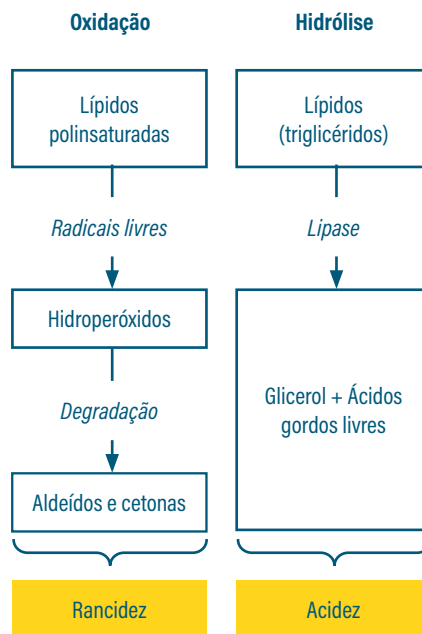 Oxidação
Lípidos
polinsaturadas
Radicais livres
Hidroperóxidos
Degradação
Aldeídos e cetonas
Rancidez
Hidrólise
Lípidos
(triglicéridos)
Lipase
Glicerol + Ácidos
gordos livres
Acidez